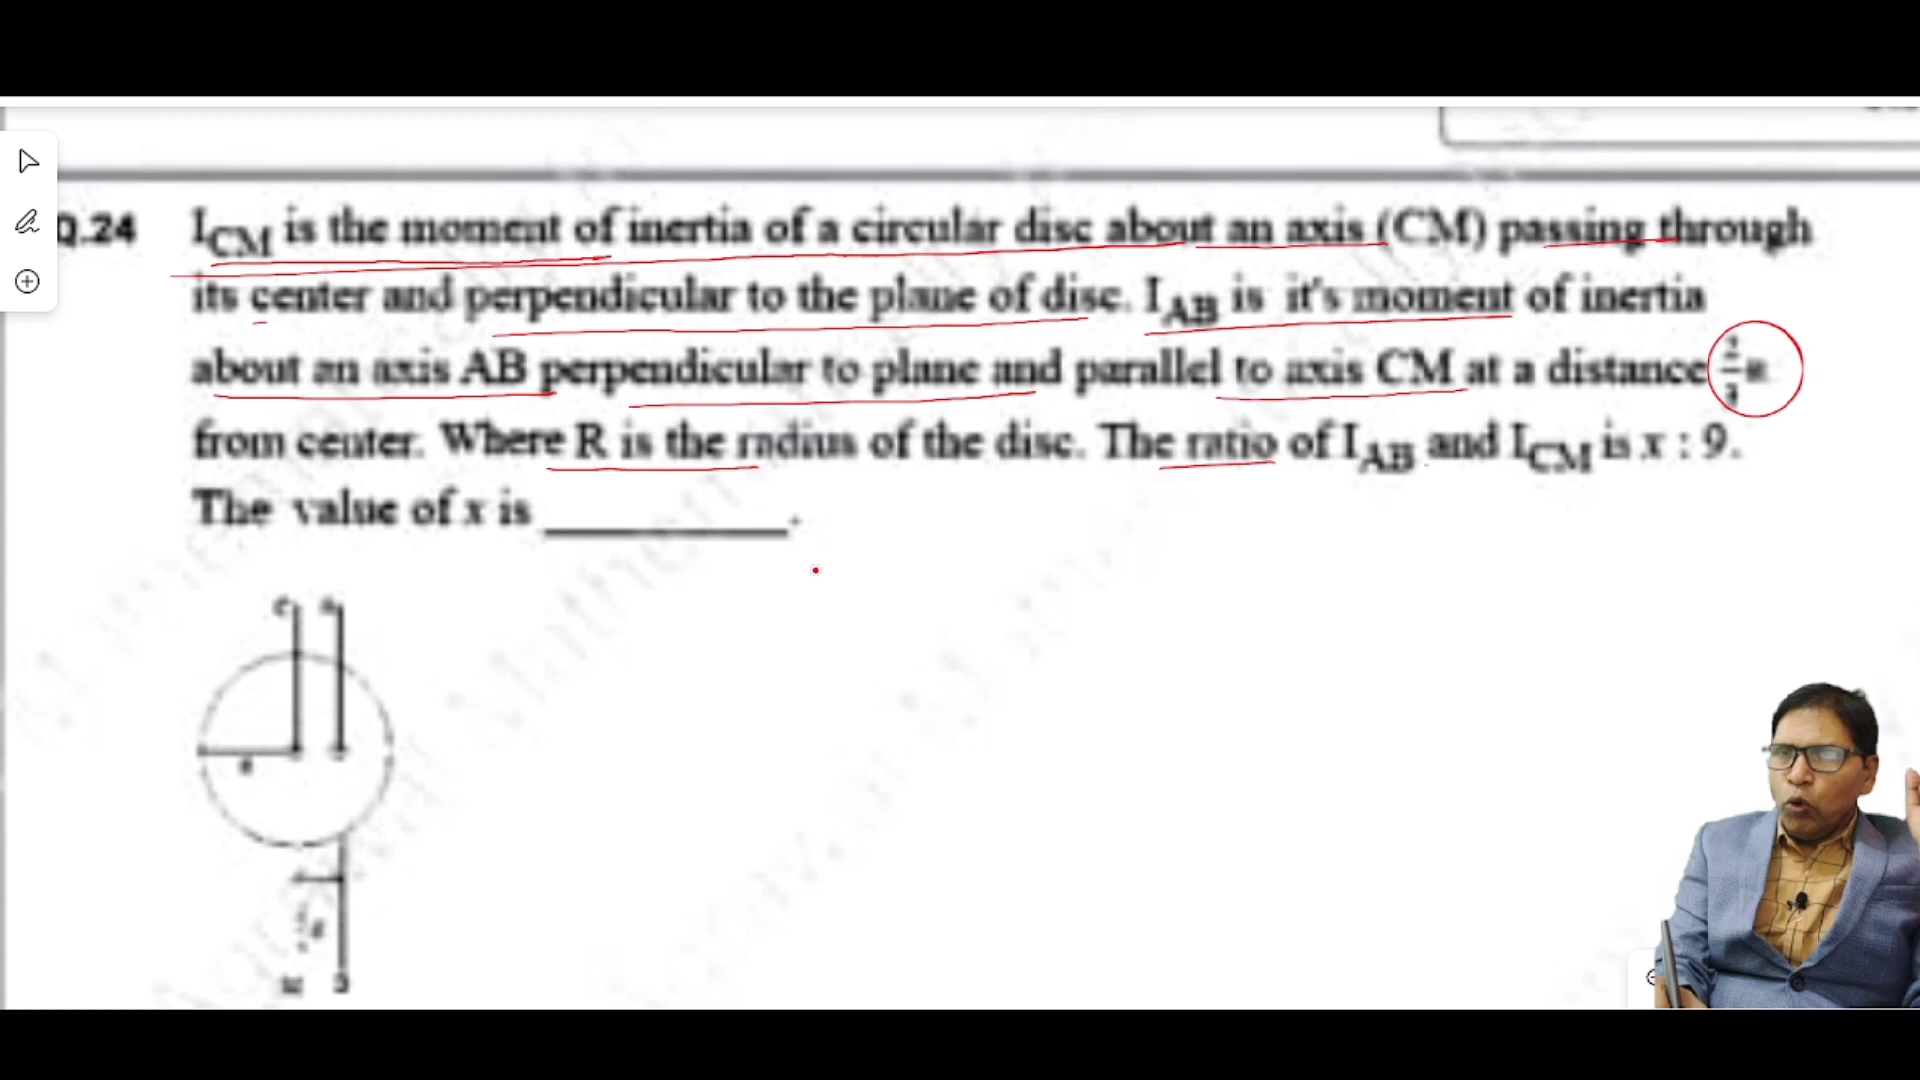 Q.24 I_CM is the moment of inertia of a circular disc about an axis (CM) passing through
its center and perpendicular to the plane of disc. I_AB is it's moment of inertia
about an axis AB perpendicular to plane and parallel to axis CM at a distance 2/3 R
from center. Where R is the radius of the disc. The ratio of I_AB and I_CM is x : 9.
The value of x is __________.
C
R